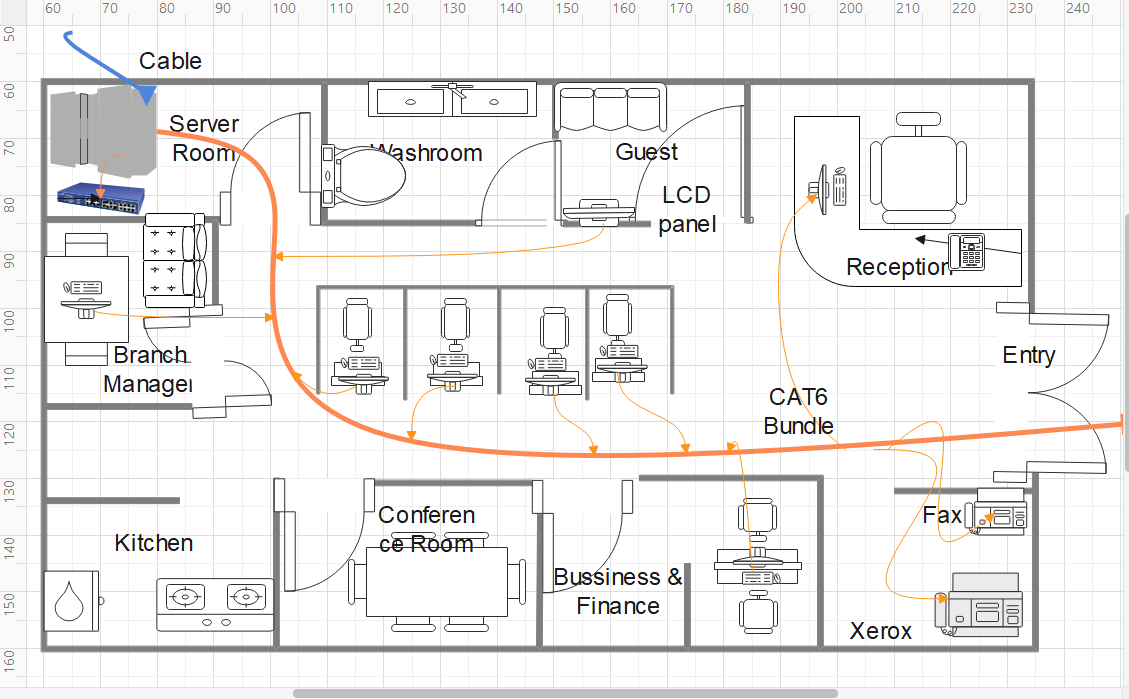 60 70 80 90 100 110 120 130 140 150 160 170 180 190 200 210 220 230 240
50
60
70
80
90
100
110
120
130
140
150
160
Cable
Server
Room
Washroom
Guest
LCD
panel
Reception
Branch
Manager
Entry
CAT6
Bundle
Conferen
ce Room
Fax
Kitchen
Bussiness &
Finance
Xerox